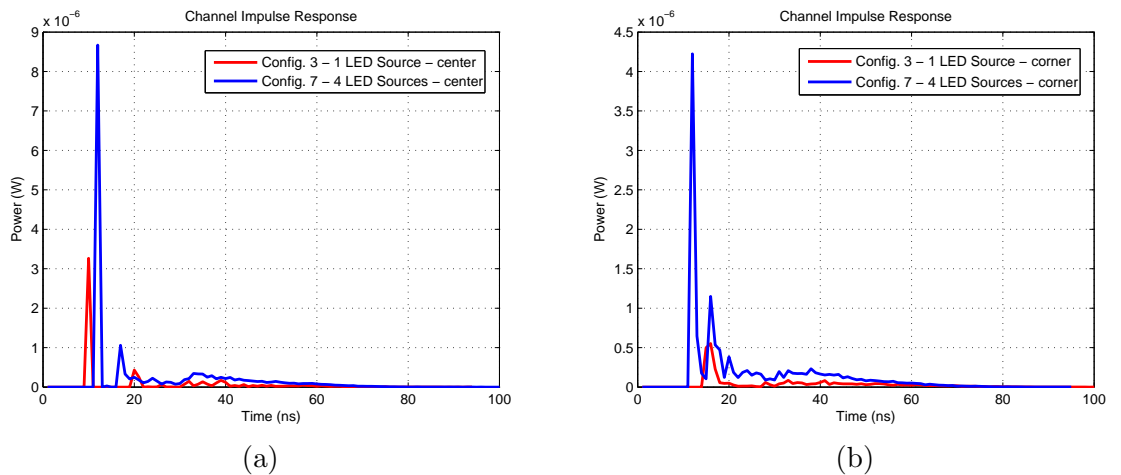 Channel Impulse Response
x 10⁻⁶
9
8
7
6
5
4
3
2
1
0
Power (W)
0 20 40 60 80 100
Time (ns)
Config. 3 − 1 LED Source − center
Config. 7 − 4 LED Sources − center
(a)
Channel Impulse Response
x 10⁻⁶
4.5
4
3.5
3
2.5
2
1.5
1
0.5
0
Power (W)
0 20 40 60 80 100
Time (ns)
Config. 3 − 1 LED Source − corner
Config. 7 − 4 LED Sources − corner
(b)